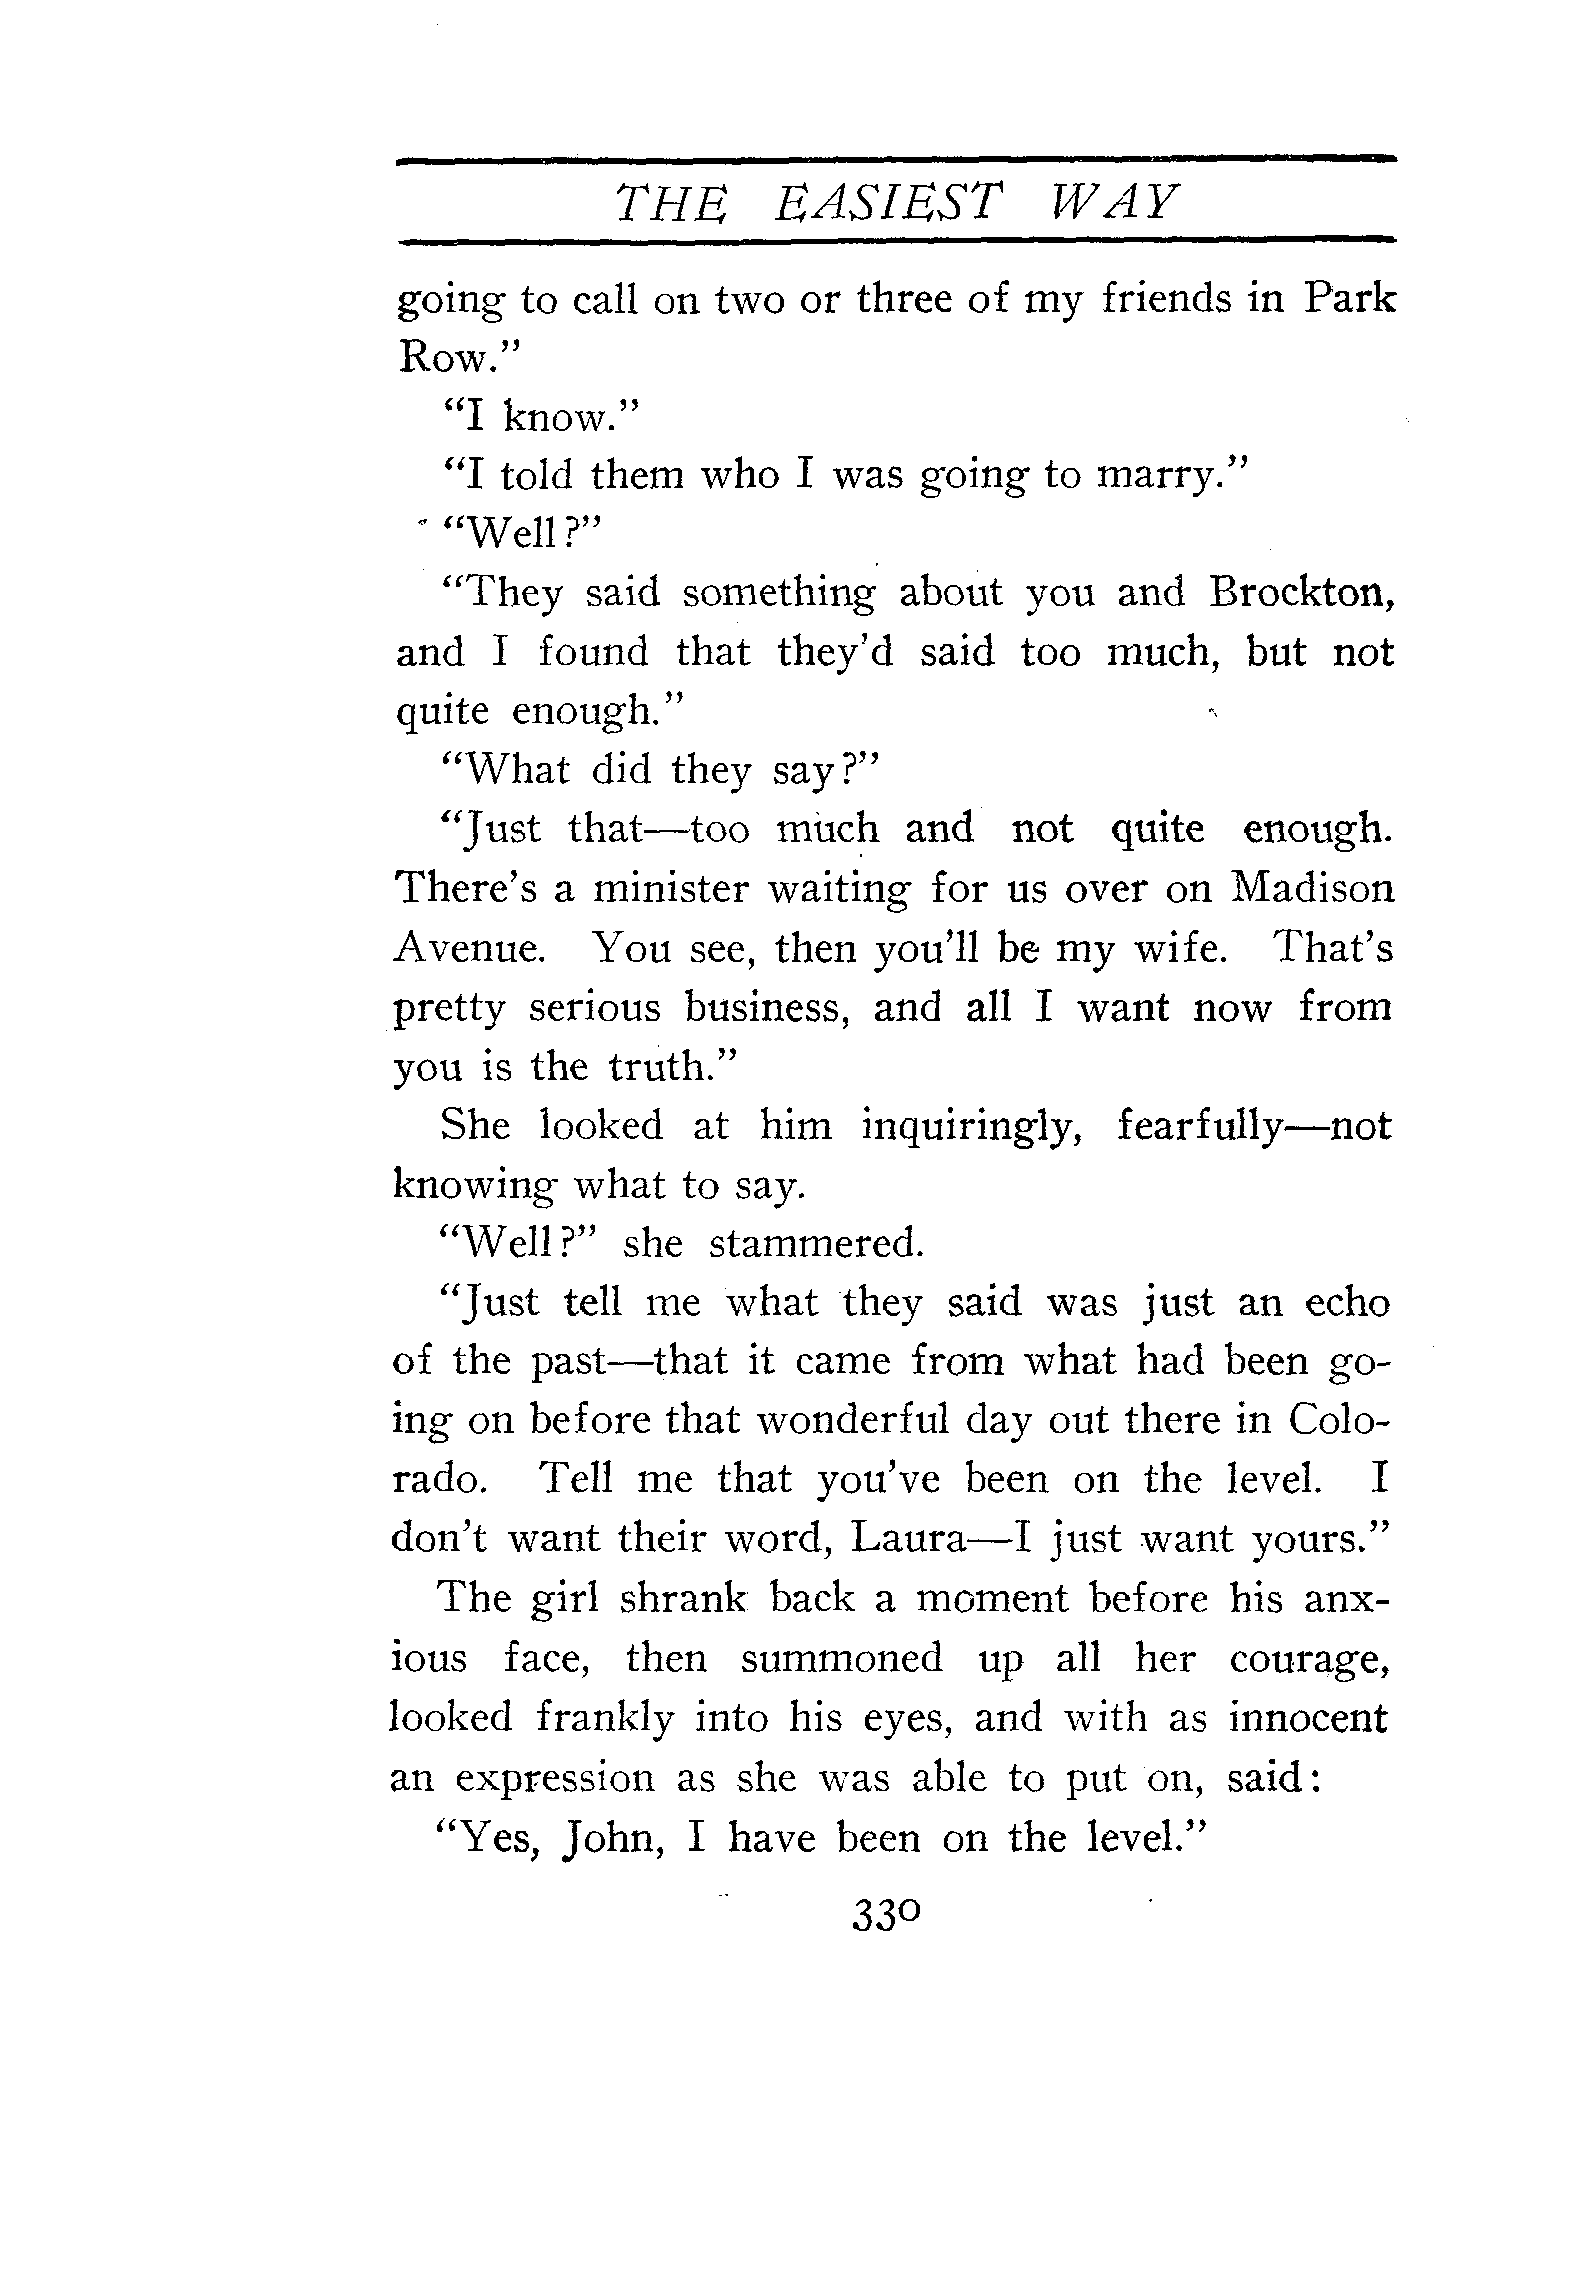 THE EASIEST WAY
going to call on two or three of my friends in Park
Row."
"I know."
"I told them who I was going to marry."
"Well?"
"They said something about you and Brockton,
and I found that they'd said too much, but not
quite enough."
"What did they say?"
"Just that—too much and not quite enough.
There's a minister waiting for us over on Madison
Avenue. You see, then you'll be my wife. That's
pretty serious business, and all I want now from
you is the truth."
She looked at him inquiringly, fearfully—not
knowing what to say.
"Well?" she stammered.
"Just tell me what they said was just an echo
of the past—that it came from what had been go-
ing on before that wonderful day out there in Colo-
rado. Tell me that you've been on the level. I
don't want their word, Laura—I just want yours."
The girl shrank back a moment before his anx-
ious face, then summoned up all her courage,
looked frankly into his eyes, and with as innocent
an expression as she was able to put on, said:
"Yes, John, I have been on the level."
330